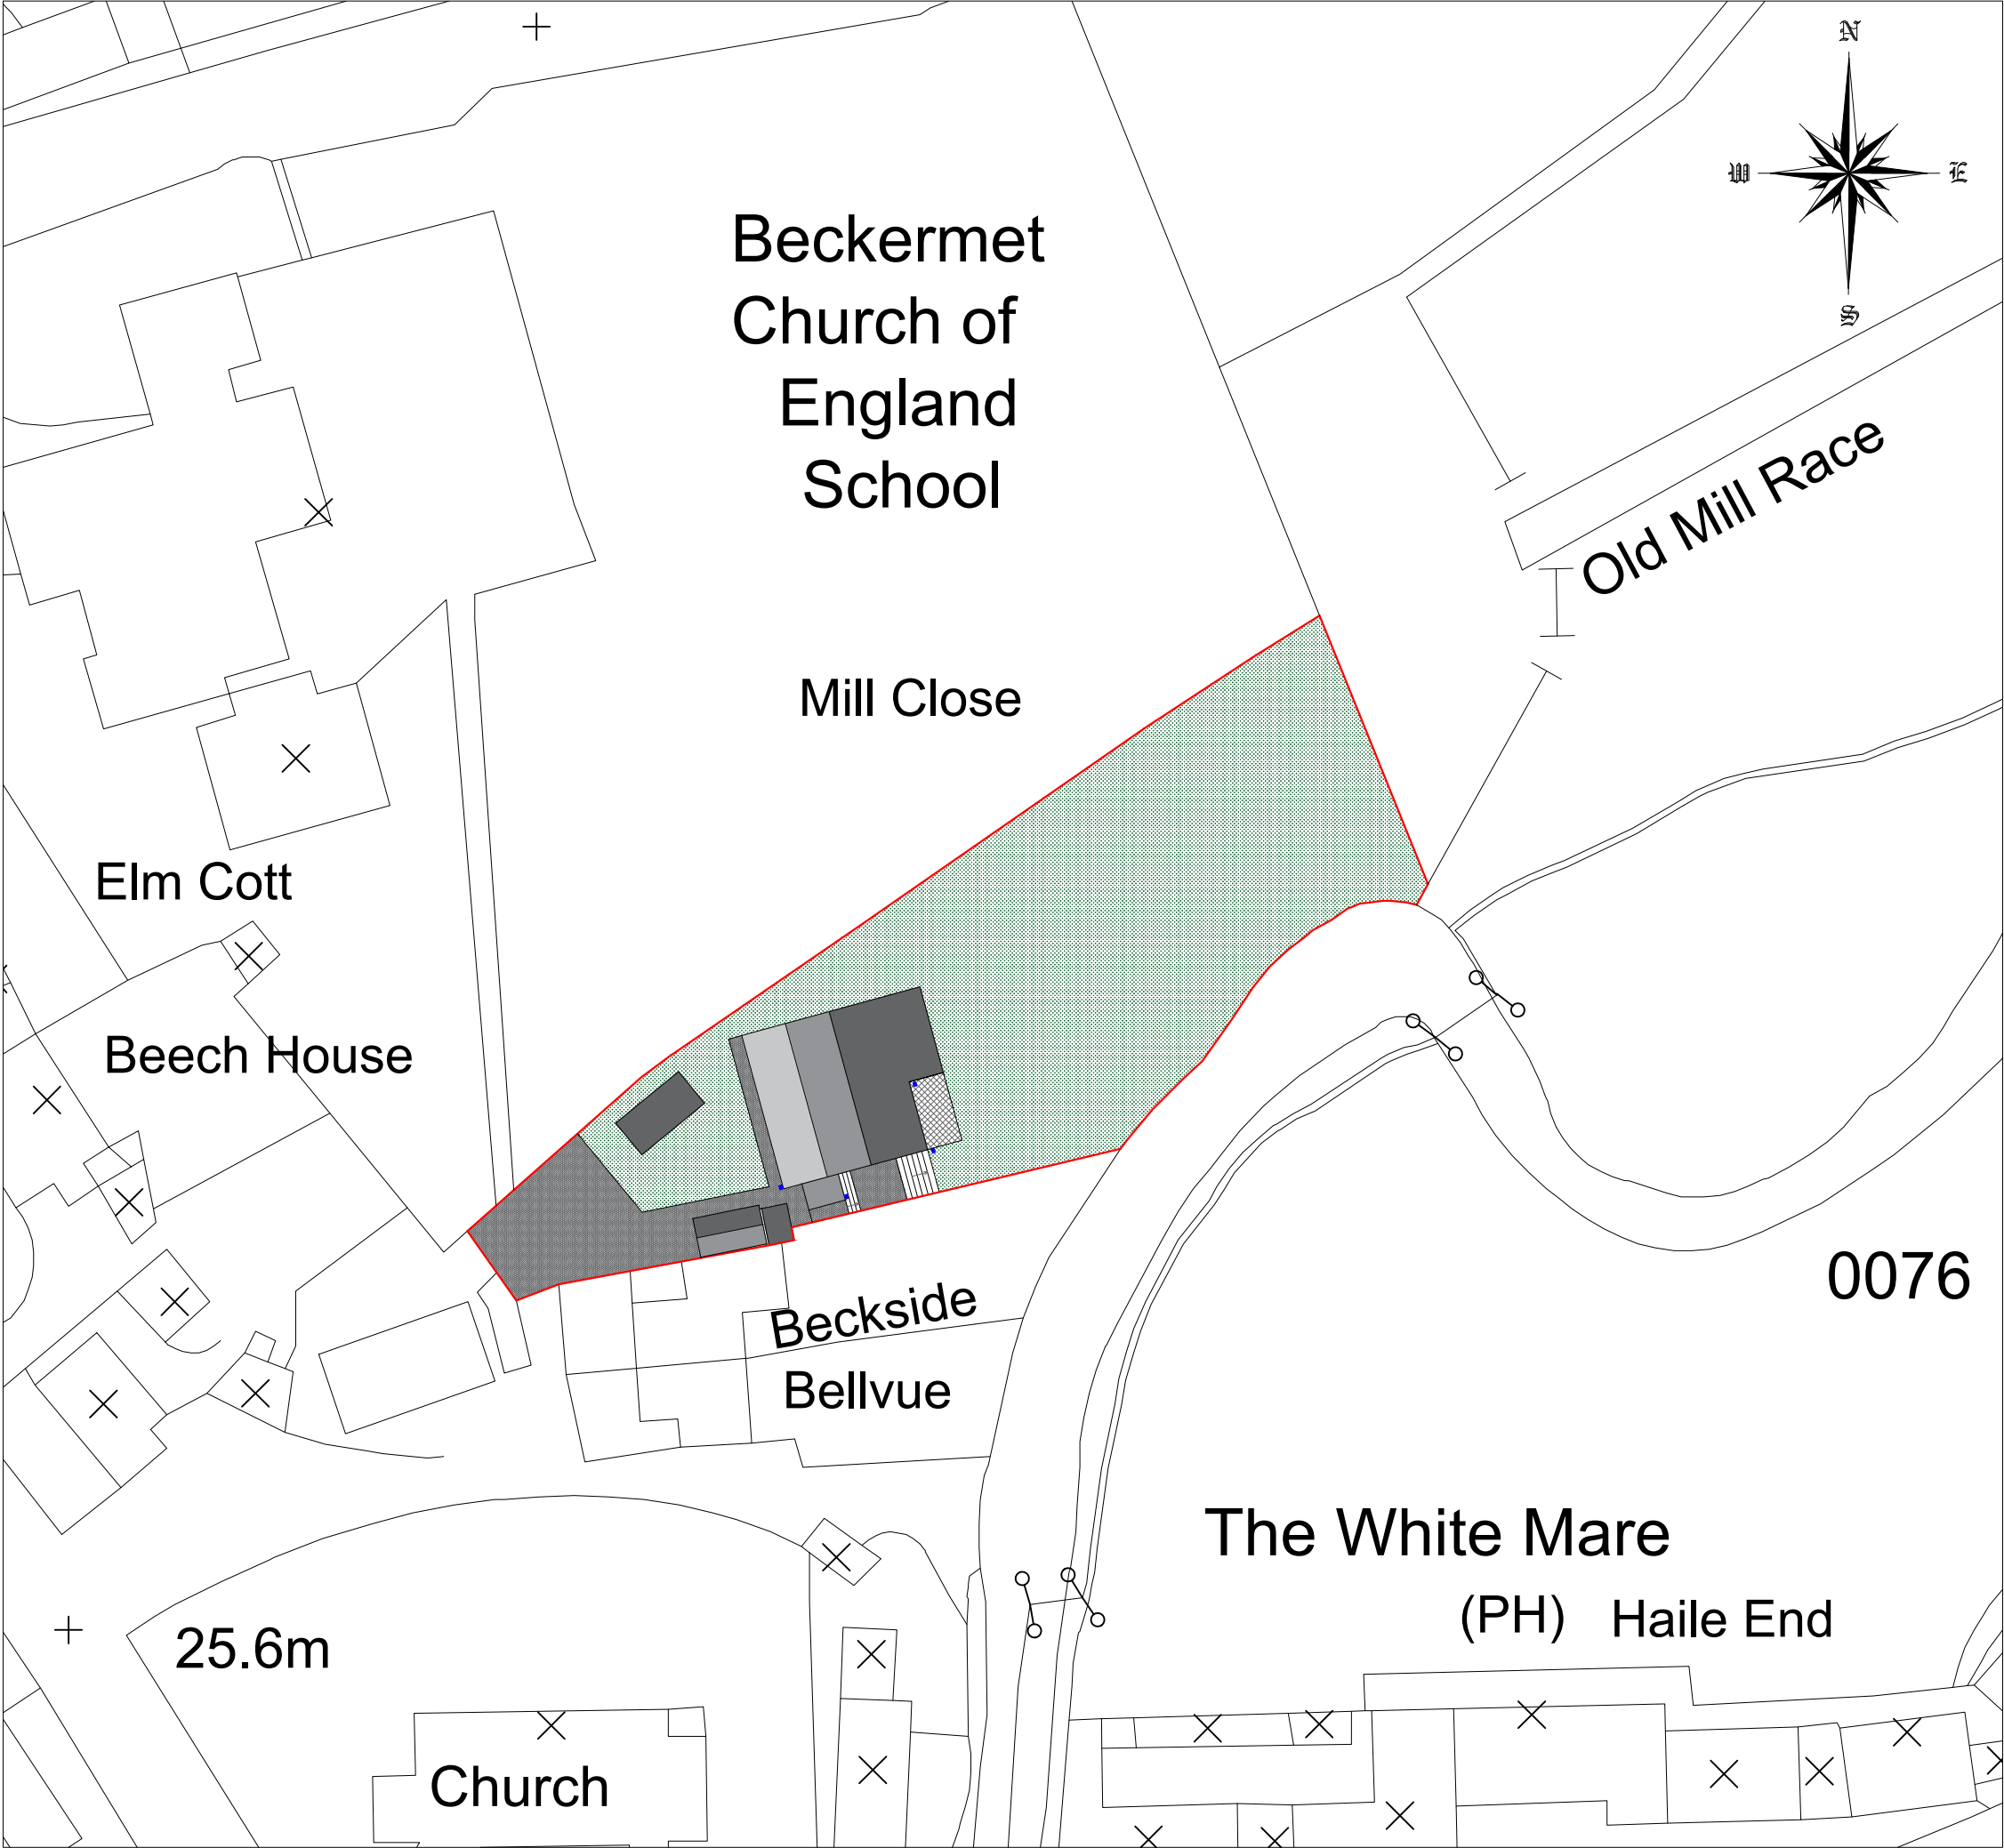 N
W
E
S
Beckermet
Church of
England
School
Old Mill Race
Mill Close
Elm Cott
Beech House
0076
Beckside
Bellvue
The White Mare
(PH)
Haile End
25.6m
Church